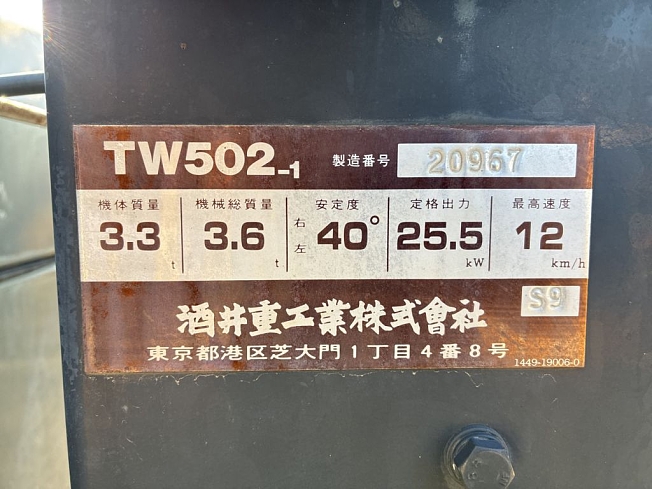 TW502-1 製造番号 20967
機体質量 機械総質量 安定度 定格出力 最高速度
3.3 t 3.6 t 右 左 40° 25.5 kW 12 km/h
S9
酒井重工業株式會社
東京都港区芝大門1丁目4番8号
1449-19006-0